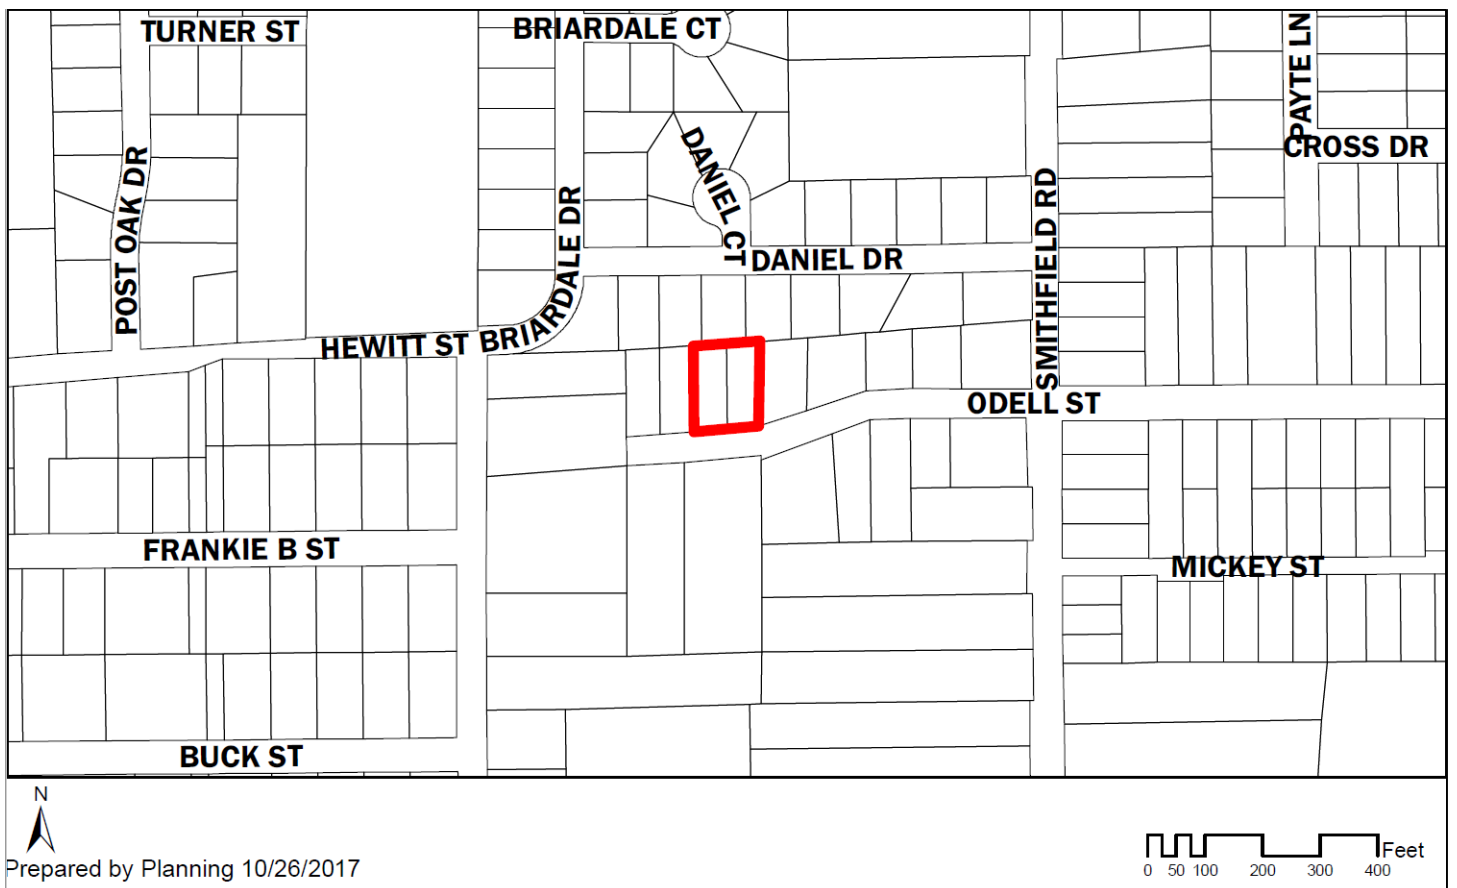 TURNER ST
BRIARDALE CT
PAYTE LN
CROSS DR
POST OAK DR
DANIEL CT
BRIARDALE DR
SMITHFIELD RD
DANIEL DR
HEWITT ST
ODELL ST
FRANKIE B ST
MICKEY ST
BUCK ST
N
Prepared by Planning 10/26/2017
Feet
0 50 100 200 300 400